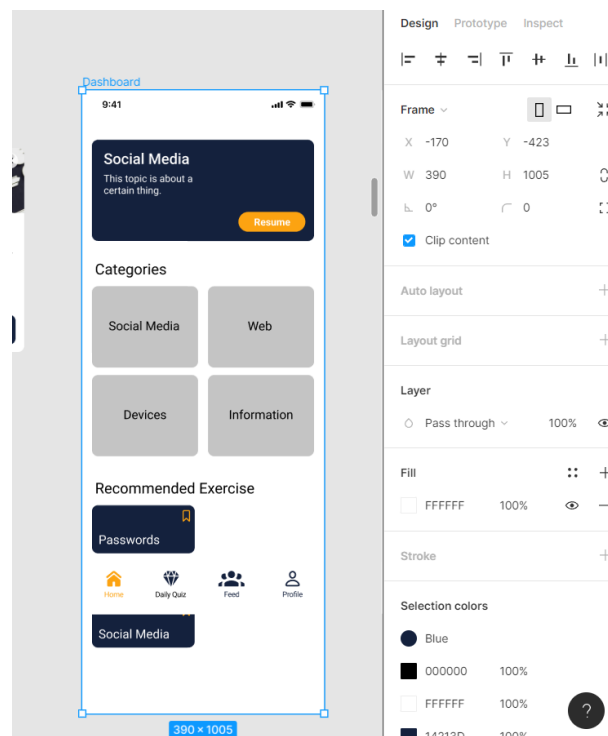 Design Prototype Inspect
Dashboard
9:41
Frame
X -170 Y -423
W 390 H 1005
0° 0
Clip content
Social Media
This topic is about a
certain thing.
Resume
Categories
Social Media Web
Devices Information
Recommended Exercise
Passwords
Home Daily Quiz Feed Profile
Social Media
390 × 1005
Auto layout
Layout grid
Layer
Pass through 100%
Fill
FFFFFF 100%
Stroke
Selection colors
Blue
000000 100%
FFFFFF 100%
14213D 100%
?